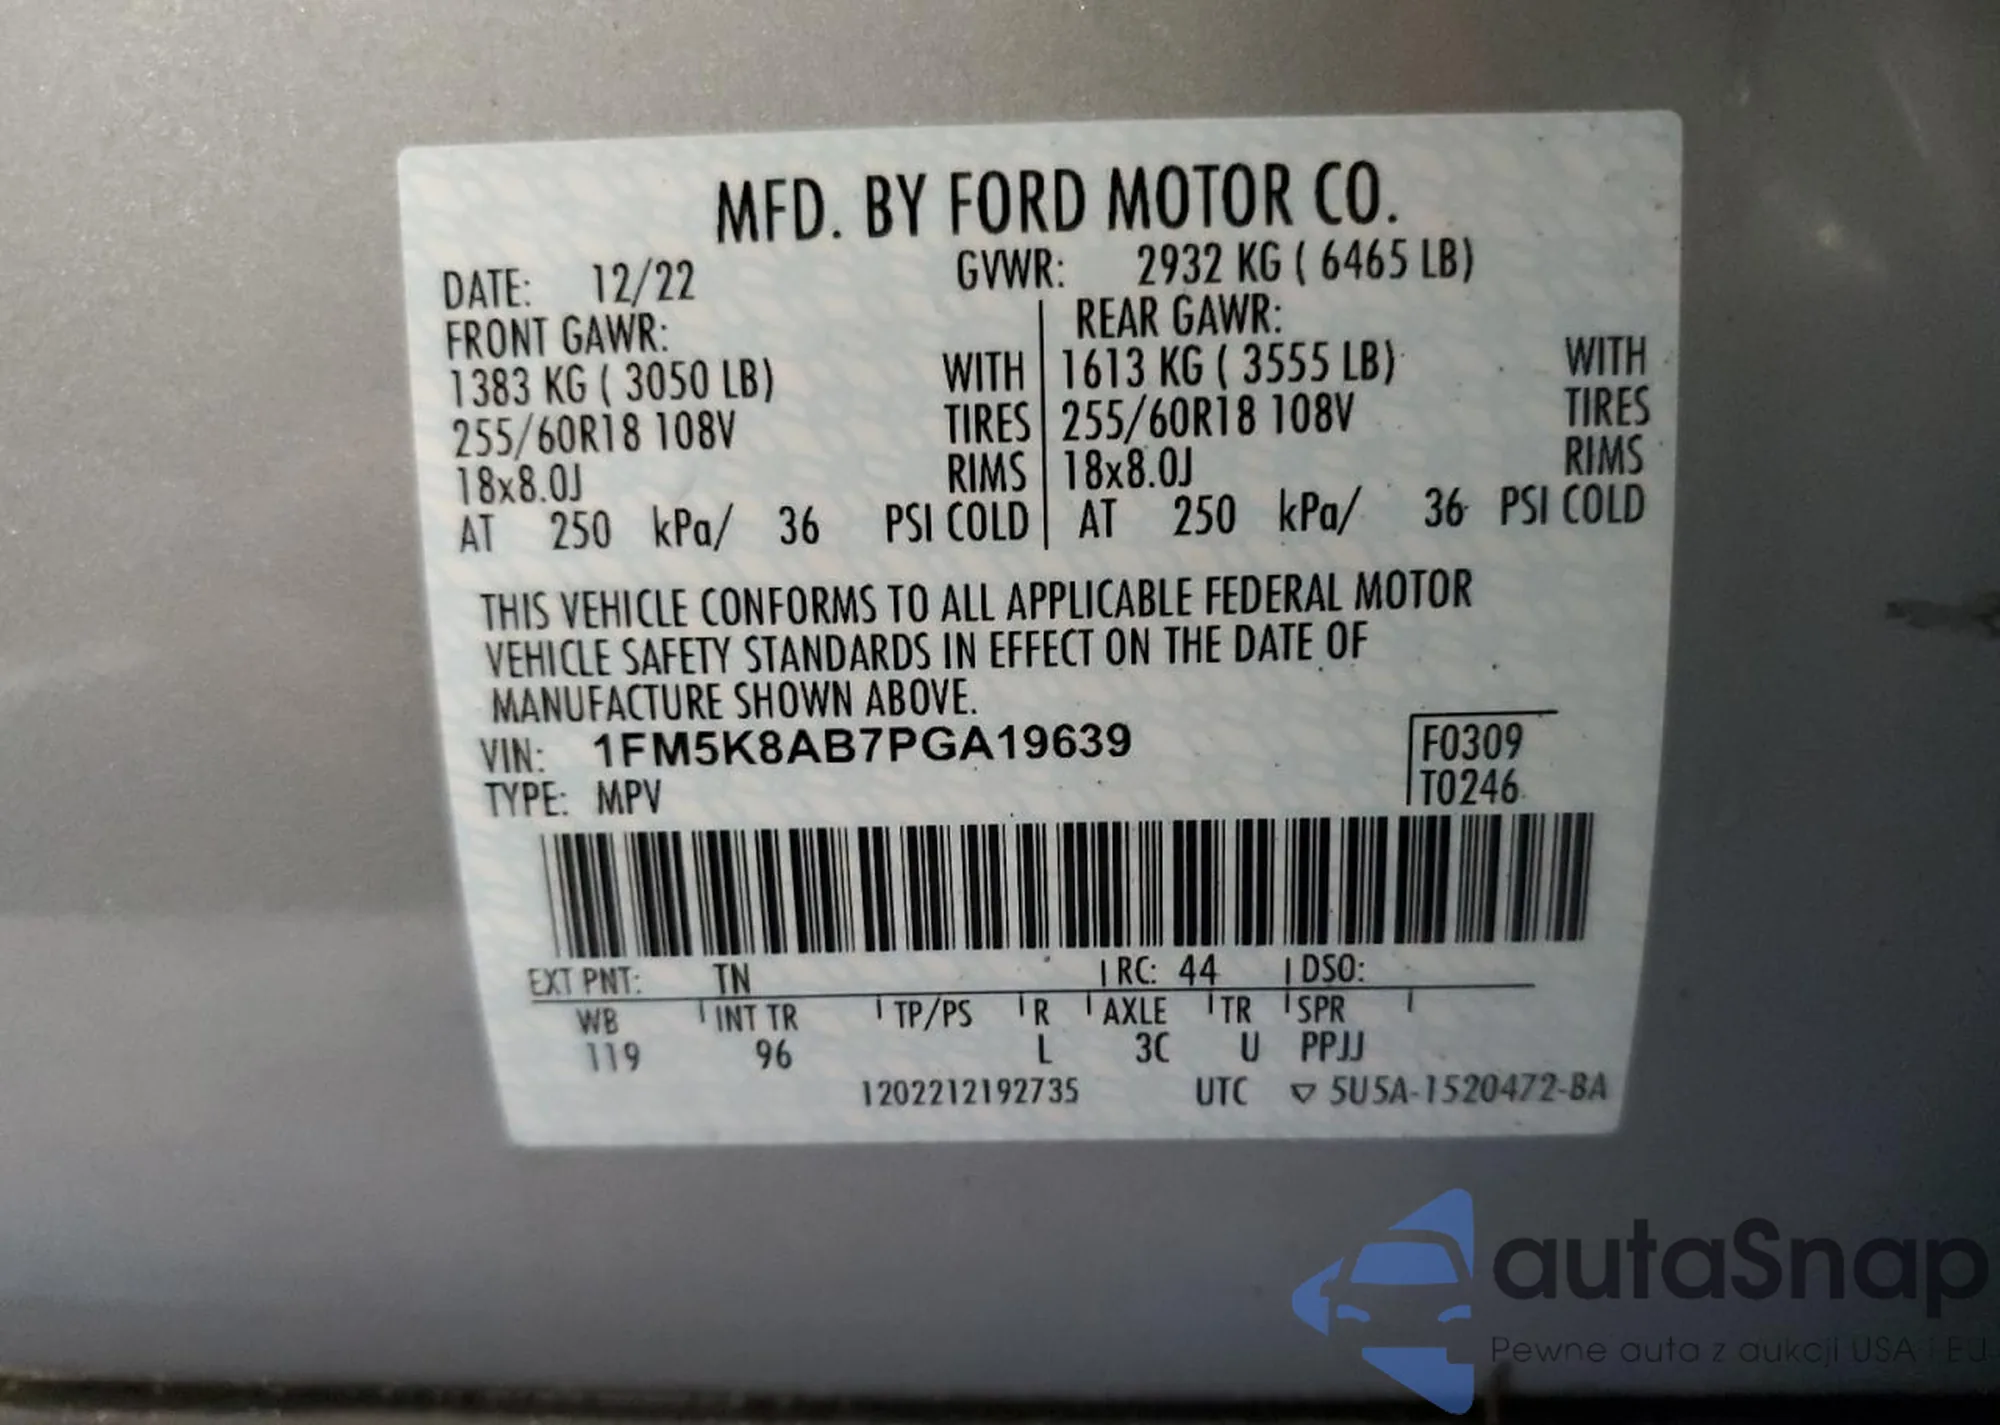 MFD. BY FORD MOTOR CO.
DATE: 12/22 GVWR: 2932 KG ( 6465 LB)
FRONT GAWR: REAR GAWR:
1383 KG ( 3050 LB) WITH 1613 KG ( 3555 LB) WITH
255/60R18 108V TIRES 255/60R18 108V TIRES
18x8.0J RIMS 18x8.0J RIMS
AT 250 kPa/ 36 PSI COLD AT 250 kPa/ 36 PSI COLD
THIS VEHICLE CONFORMS TO ALL APPLICABLE FEDERAL MOTOR
VEHICLE SAFETY STANDARDS IN EFFECT ON THE DATE OF
MANUFACTURE SHOWN ABOVE.
VIN: 1FM5K8AB7PGA19639 F0309
TYPE: MPV T0246
EXT PNT: TN RC: 44 DSO:
WB INT TR TP/PS R AXLE TR SPR
119 96 L 3C U PPJJ
1202212192735 UTC ▽ 5U5A-1520472-BA
autaSnap
Pewne auta z aukcji USA i EU